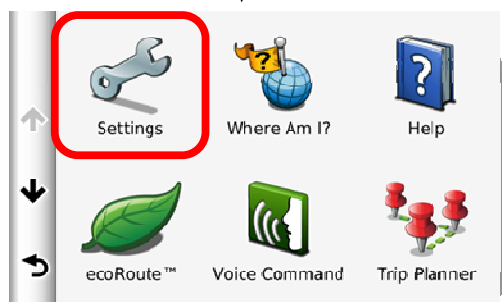 Settings Where Am I? Help
ecoRoute™ Voice Command Trip Planner